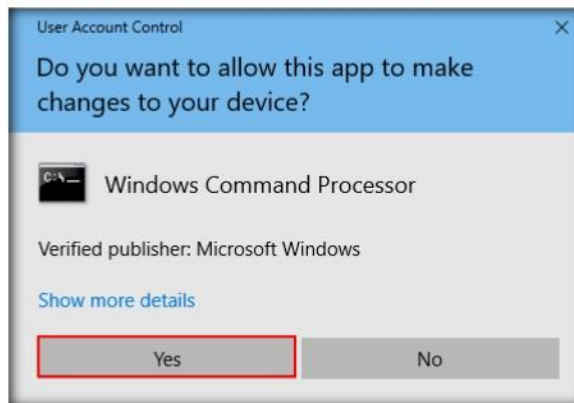 User Account Control
Do you want to allow this app to make
changes to your device?
C:\_
Windows Command Processor
Verified publisher: Microsoft Windows
Show more details
Yes No